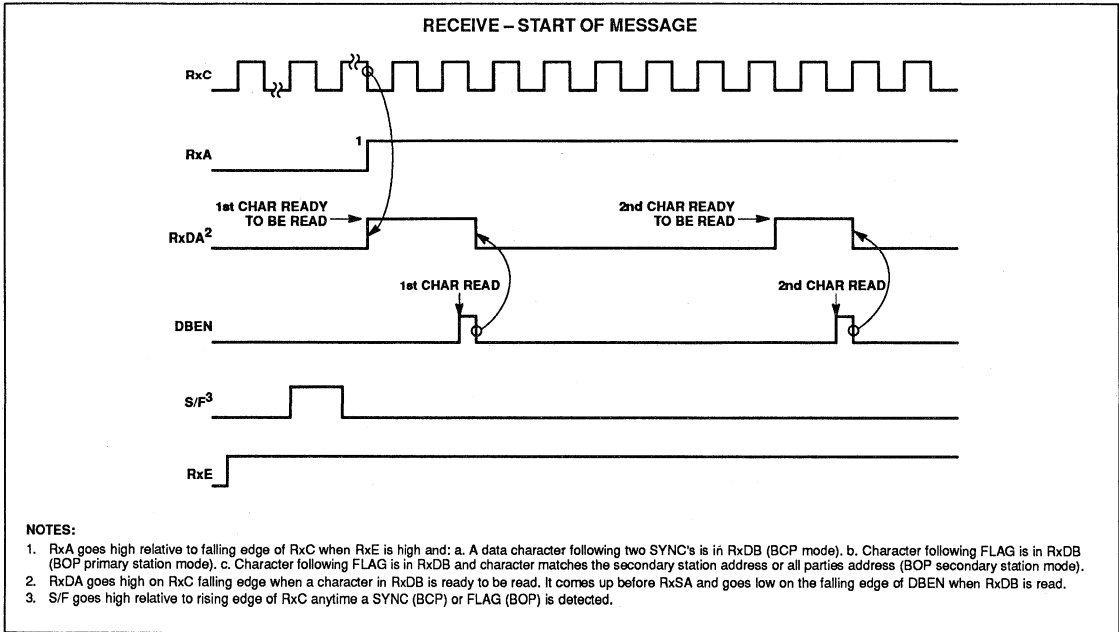 RECEIVE – START OF MESSAGE
RxC
1
RxA
1st CHAR READY
TO BE READ
2nd CHAR READY
TO BE READ
RxDA2
1st CHAR READ
2nd CHAR READ
DBEN
S/F3
RxE
NOTES:
1. RxA goes high relative to falling edge of RxC when RxE is high and: a. A data character following two SYNC's is in RxDB (BCP mode). b. Character following FLAG is in RxDB
(BOP primary station mode). c. Character following FLAG is in RxDB and character matches the secondary station address or all parties address (BOP secondary station mode).
2. RxDA goes high on RxC falling edge when a character in RxDB is ready to be read. It comes up before RxSA and goes low on the falling edge of DBEN when RxDB is read.
3. S/F goes high relative to rising edge of RxC anytime a SYNC (BCP) or FLAG (BOP) is detected.